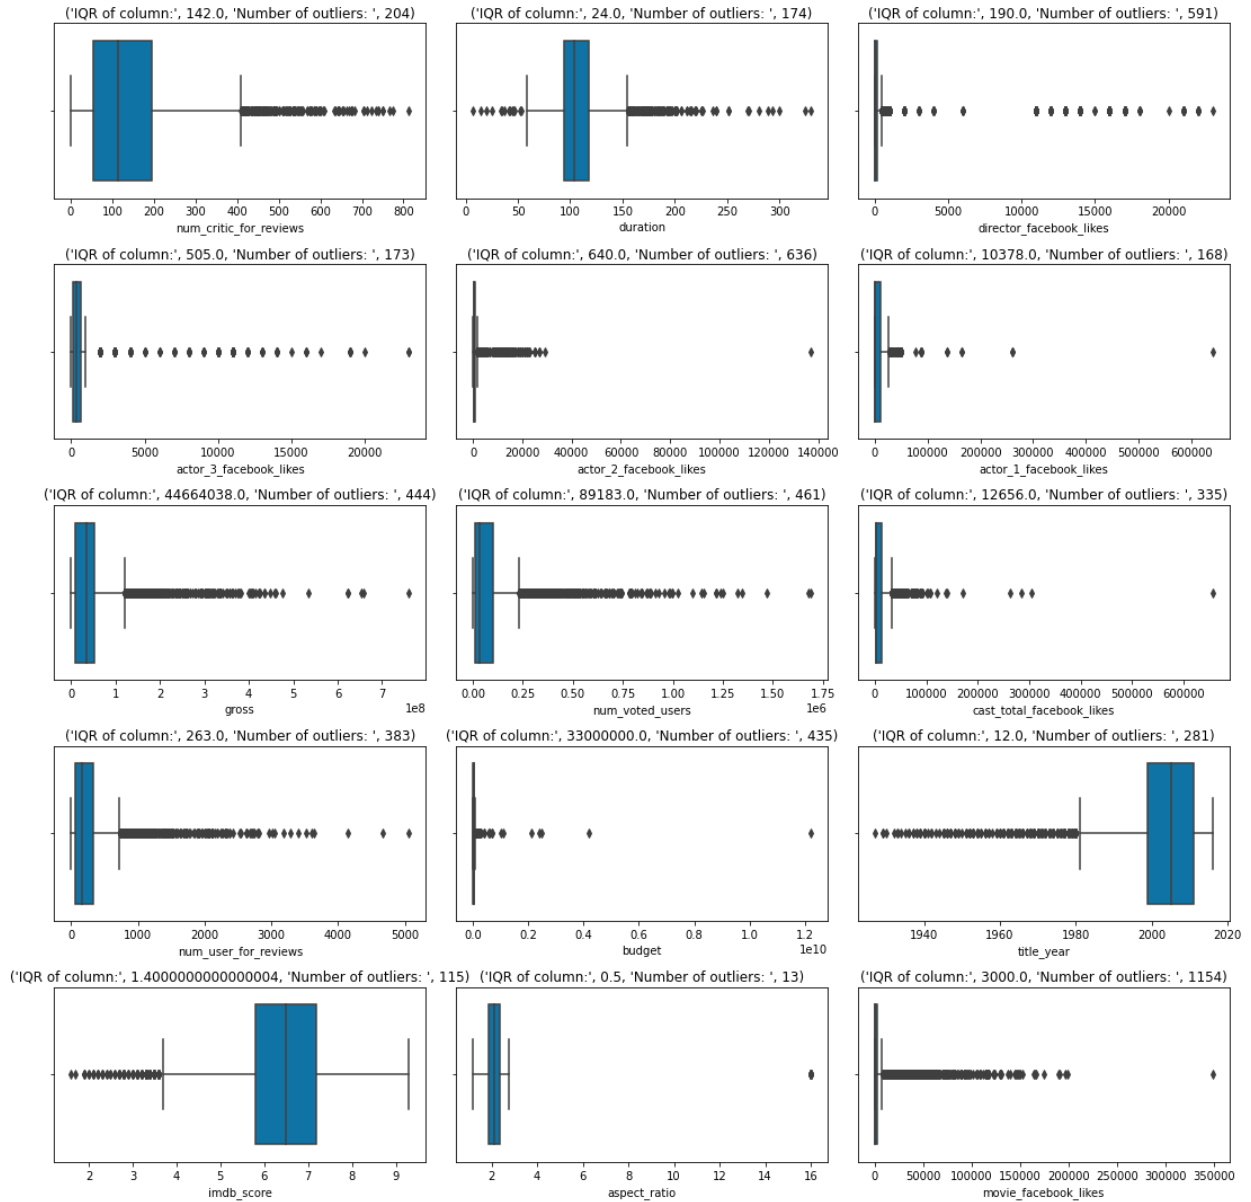 ('IQR of column:', 142.0, 'Number of outliers: ', 204) ('IQR of column:', 24.0, 'Number of outliers: ', 174) ('IQR of column:', 190.0, 'Number of outliers: ', 591)
0 100 200 300 400 500 600 700 800 0 50 100 150 200 250 300 0 5000 10000 15000 20000
num_critic_for_reviews duration director_facebook_likes
('IQR of column:', 505.0, 'Number of outliers: ', 173) ('IQR of column:', 640.0, 'Number of outliers: ', 636) ('IQR of column:', 10378.0, 'Number of outliers: ', 168)
0 5000 10000 15000 20000 0 20000 40000 60000 80000 100000 120000 140000 0 100000 200000 300000 400000 500000 600000
actor_3_facebook_likes actor_2_facebook_likes actor_1_facebook_likes
('IQR of column:', 44664038.0, 'Number of outliers: ', 444) ('IQR of column:', 89183.0, 'Number of outliers: ', 461) ('IQR of column:', 12656.0, 'Number of outliers: ', 335)
0 1 2 3 4 5 6 7 0.00 0.25 0.50 0.75 1.00 1.25 1.50 1.75 0 100000 200000 300000 400000 500000 600000
gross 1e8 num_voted_users 1e6 cast_total_facebook_likes
('IQR of column:', 263.0, 'Number of outliers: ', 383) ('IQR of column:', 33000000.0, 'Number of outliers: ', 435) ('IQR of column:', 12.0, 'Number of outliers: ', 281)
0 1000 2000 3000 4000 5000 0.0 0.2 0.4 0.6 0.8 1.0 1.2 1940 1960 1980 2000 2020
num_user_for_reviews budget 1e10 title_year
('IQR of column:', 1.4000000000000004, 'Number of outliers: ', 115) ('IQR of column:', 0.5, 'Number of outliers: ', 13) ('IQR of column:', 3000.0, 'Number of outliers: ', 1154)
2 3 4 5 6 7 8 9 2 4 6 8 10 12 14 16 0 50000 100000 150000 200000 250000 300000 350000
imdb_score aspect_ratio movie_facebook_likes